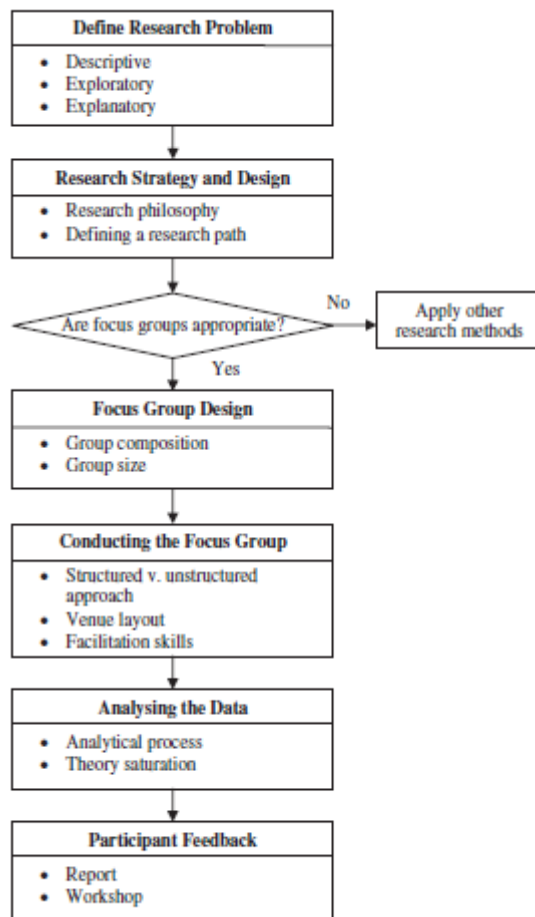 Define Research Problem
• Descriptive
• Exploratory
• Explanatory
Research Strategy and Design
• Research philosophy
• Defining a research path
Are focus groups appropriate?
No
Apply other
research methods
Yes
Focus Group Design
• Group composition
• Group size
Conducting the Focus Group
• Structured v. unstructured
approach
• Venue layout
• Facilitation skills
Analysing the Data
• Analytical process
• Theory saturation
Participant Feedback
• Report
• Workshop